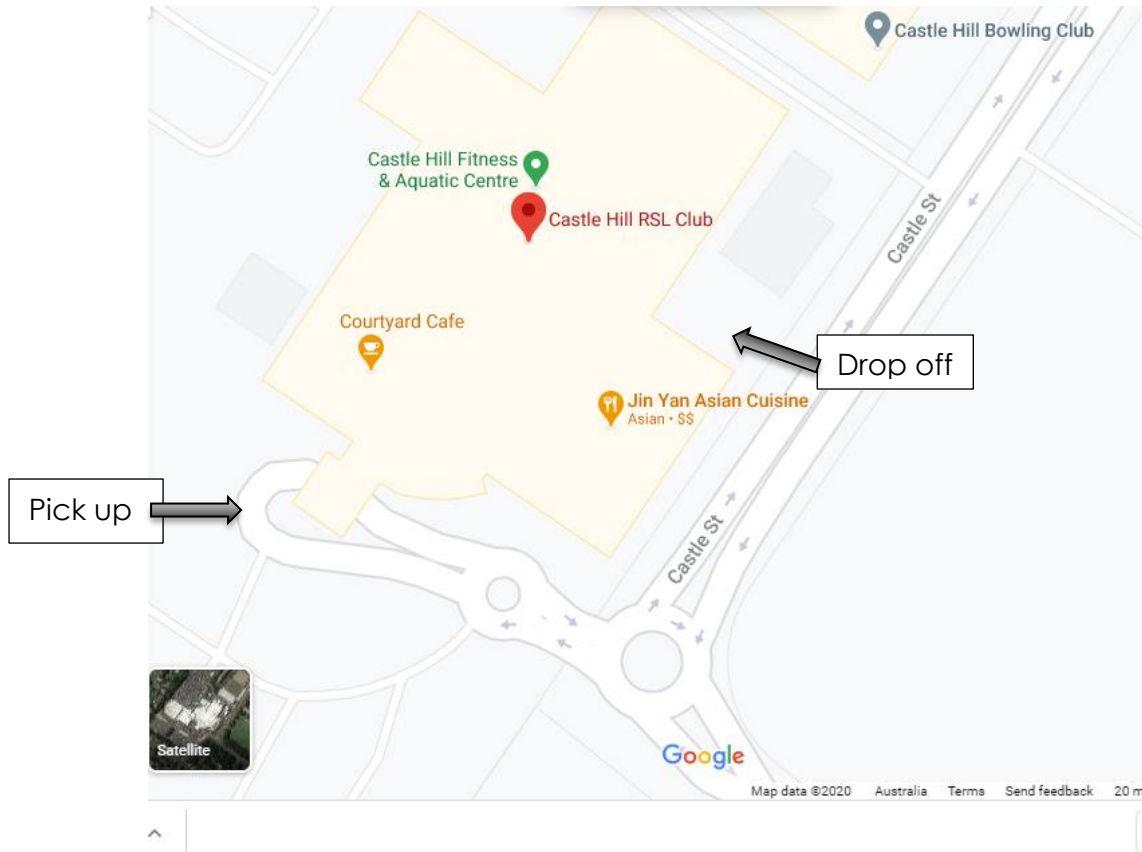 Castle Hill Bowling Club
Castle Hill Fitness
& Aquatic Centre
Castle Hill RSL Club
Castle St
Courtyard Cafe
Drop off
Jin Yan Asian Cuisine
Asian • $$
Pick up
Castle St
Satellite
Google
Map data ©2020 Australia Terms Send feedback 20 m